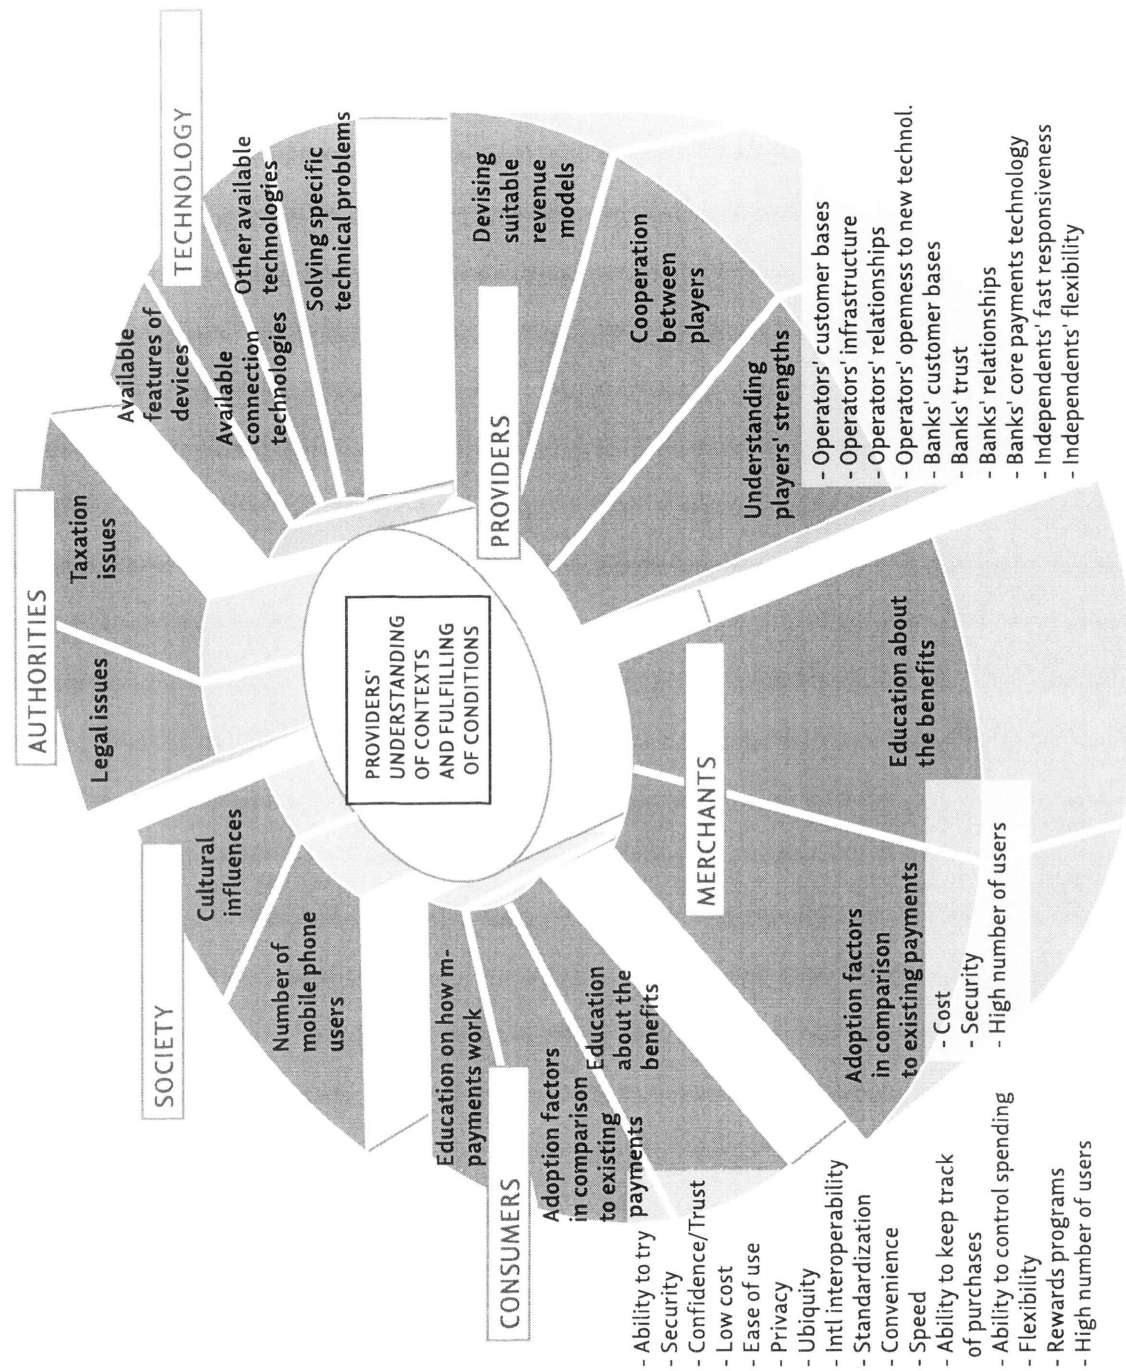 AUTHORITIES
Legal issues
Taxation
issues
TECHNOLOGY
Available
features of
devices
Available
connection
technologies
Other available
technologies
Solving specific
technical problems
PROVIDERS
Devising
suitable
revenue
models
Cooperation
between
players
Understanding
players' strengths
- Operators' customer bases
- Operators' infrastructure
- Operators' relationships
- Operators' openness to new technol.
- Banks' customer bases
- Banks' trust
- Banks' relationships
- Banks' core payments technology
- Independents' fast responsiveness
- Independents' flexibility
PROVIDERS'
UNDERSTANDING
OF CONTEXTS
AND FULFILLING
OF CONDITIONS
SOCIETY
Cultural
influences
Number of
mobile phone
users
CONSUMERS
Education on how m-
payments work
Adoption factors
in comparison
to existing
payments
Education
about the
benefits
- Ability to try
- Security
- Confidence/Trust
- Low cost
- Ease of use
- Privacy
- Ubiquity
- Intl interoperability
- Standardization
- Convenience
- Speed
- Ability to keep track
of purchases
- Ability to control spending
- Flexibility
- Rewards programs
- High number of users
MERCHANTS
Adoption factors
in comparison
to existing payments
- Cost
- Security
- High number of users
Education about
the benefits